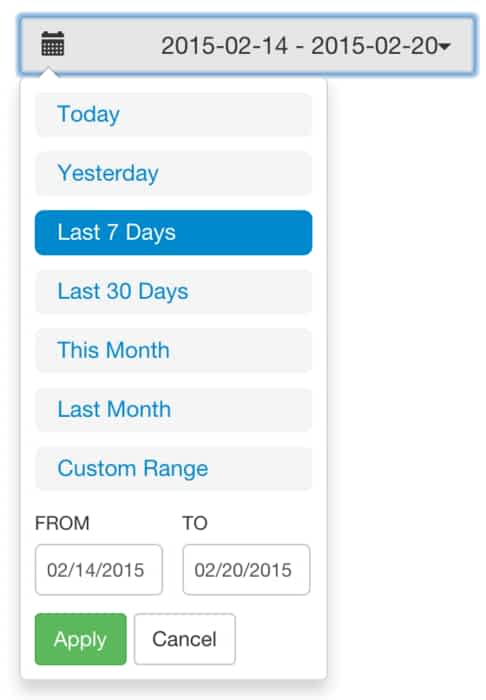 2015-02-14 - 2015-02-20
Today
Yesterday
Last 7 Days
Last 30 Days
This Month
Last Month
Custom Range
FROM TO
02/14/2015 02/20/2015
Apply Cancel